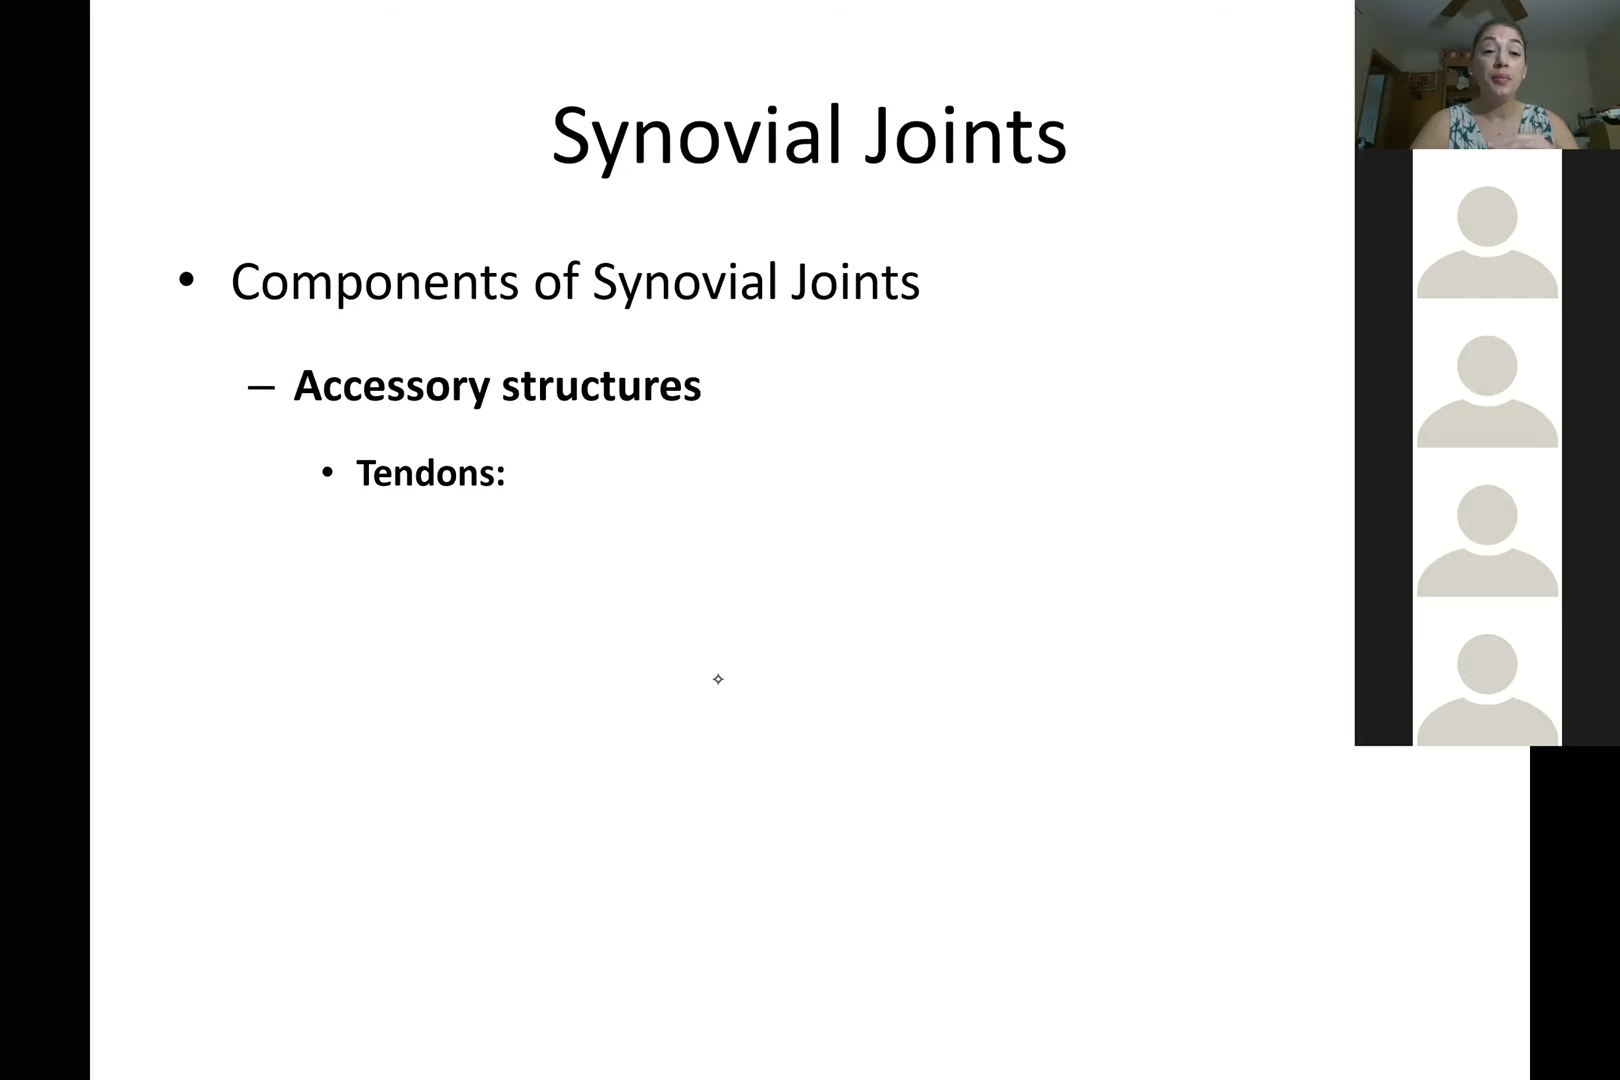 Synovial Joints
• Components of Synovial Joints
– Accessory structures
• Tendons: